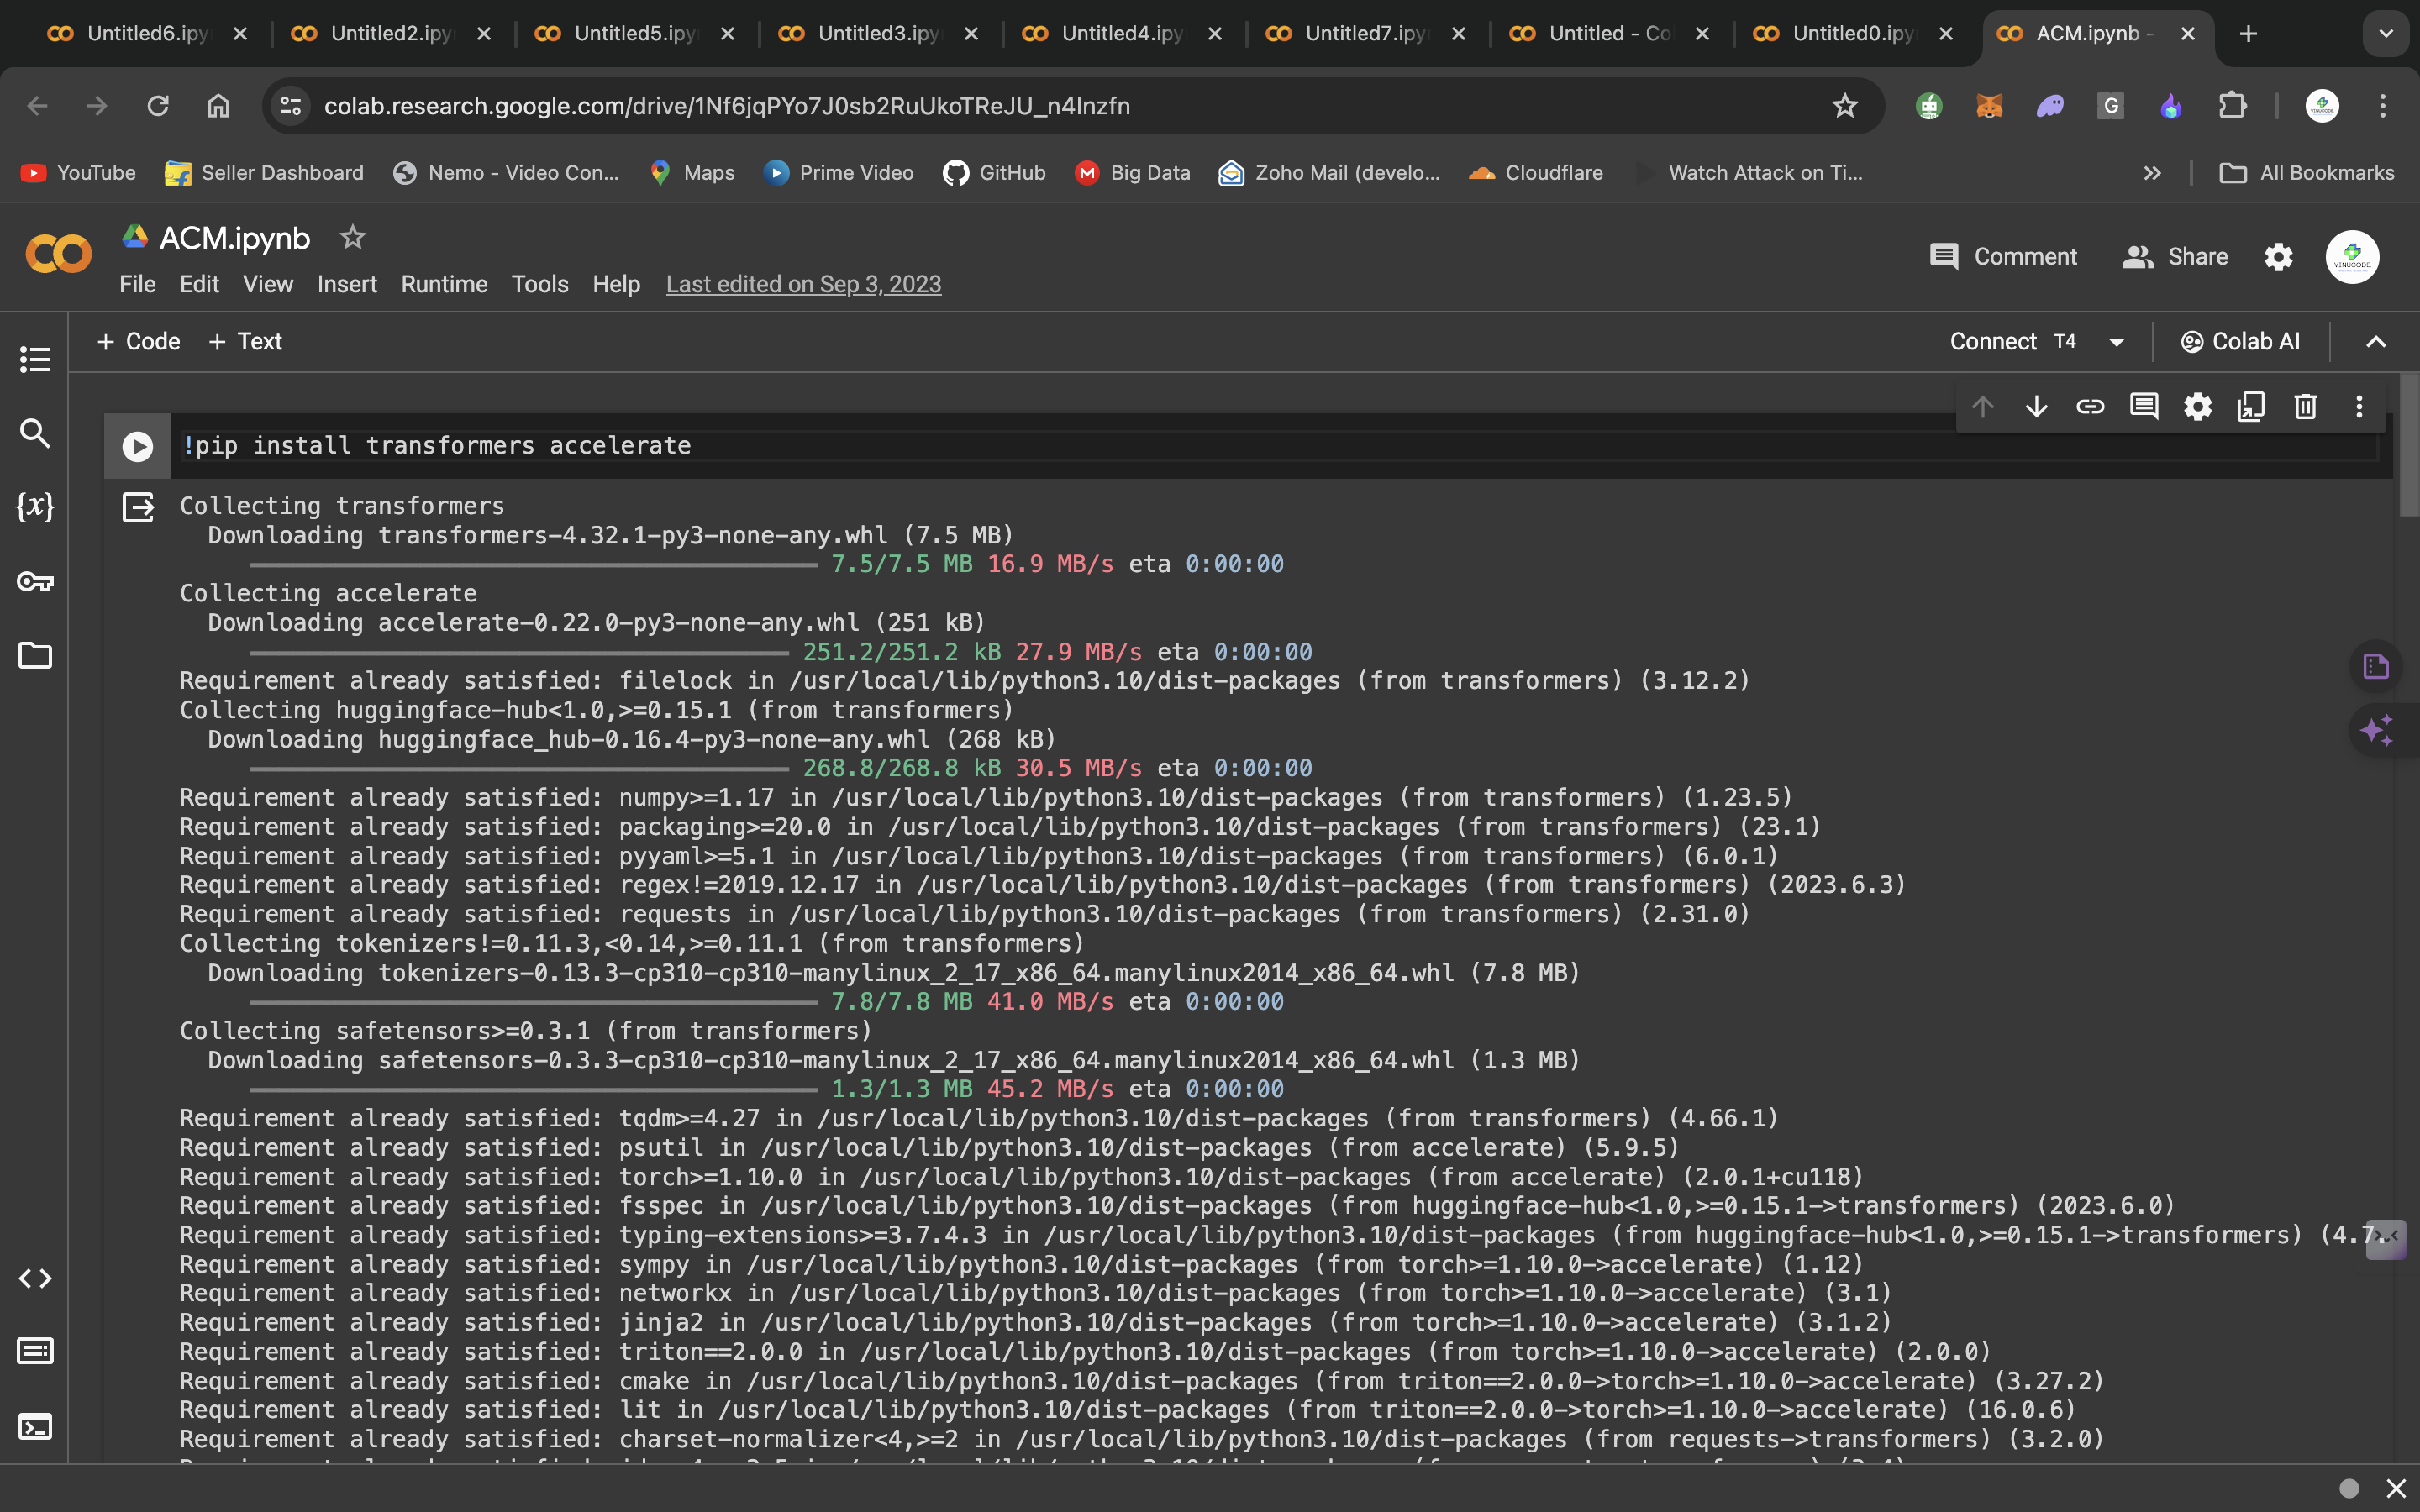 Untitled6.ipy
Untitled2.ipy
Untitled5.ipy
Untitled3.ipy
Untitled4.ipy
Untitled7.ipy
Untitled - Co
Untitled0.ipy
ACM.ipynb -
colab.research.google.com/drive/1Nf6jqPYo7J0sb2RuUkoTReJU_n4lnzfn
G
YouTube
Seller Dashboard
Nemo - Video Con...
Maps
Prime Video
GitHub
M Big Data
Zoho Mail (develo...
Cloudflare
Watch Attack on Ti...
All Bookmarks
ACM.ipynb
Comment
Share
VINUCODE
File Edit View Insert Runtime Tools Help Last edited on Sep 3, 2023
+ Code + Text
Connect T4
Colab AI
!pip install transformers accelerate
{x}
Collecting transformers
Downloading transformers-4.32.1-py3-none-any.whl (7.5 MB)
7.5/7.5 MB 16.9 MB/s eta 0:00:00
Collecting accelerate
Downloading accelerate-0.22.0-py3-none-any.whl (251 kB)
251.2/251.2 kB 27.9 MB/s eta 0:00:00
Requirement already satisfied: filelock in /usr/local/lib/python3.10/dist-packages (from transformers) (3.12.2)
Collecting huggingface-hub<1.0,>=0.15.1 (from transformers)
Downloading huggingface_hub-0.16.4-py3-none-any.whl (268 kB)
268.8/268.8 kB 30.5 MB/s eta 0:00:00
Requirement already satisfied: numpy>=1.17 in /usr/local/lib/python3.10/dist-packages (from transformers) (1.23.5)
Requirement already satisfied: packaging>=20.0 in /usr/local/lib/python3.10/dist-packages (from transformers) (23.1)
Requirement already satisfied: pyyaml>=5.1 in /usr/local/lib/python3.10/dist-packages (from transformers) (6.0.1)
Requirement already satisfied: regex!=2019.12.17 in /usr/local/lib/python3.10/dist-packages (from transformers) (2023.6.3)
Requirement already satisfied: requests in /usr/local/lib/python3.10/dist-packages (from transformers) (2.31.0)
Collecting tokenizers!=0.11.3,<0.14,>=0.11.1 (from transformers)
Downloading tokenizers-0.13.3-cp310-cp310-manylinux_2_17_x86_64.manylinux2014_x86_64.whl (7.8 MB)
7.8/7.8 MB 41.0 MB/s eta 0:00:00
Collecting safetensors>=0.3.1 (from transformers)
Downloading safetensors-0.3.3-cp310-cp310-manylinux_2_17_x86_64.manylinux2014_x86_64.whl (1.3 MB)
1.3/1.3 MB 45.2 MB/s eta 0:00:00
Requirement already satisfied: tqdm>=4.27 in /usr/local/lib/python3.10/dist-packages (from transformers) (4.66.1)
Requirement already satisfied: psutil in /usr/local/lib/python3.10/dist-packages (from accelerate) (5.9.5)
Requirement already satisfied: torch>=1.10.0 in /usr/local/lib/python3.10/dist-packages (from accelerate) (2.0.1+cu118)
Requirement already satisfied: fsspec in /usr/local/lib/python3.10/dist-packages (from huggingface-hub<1.0,>=0.15.1->transformers) (2023.6.0)
Requirement already satisfied: typing-extensions>=3.7.4.3 in /usr/local/lib/python3.10/dist-packages (from huggingface-hub<1.0,>=0.15.1->transformers) (4.7.
Requirement already satisfied: sympy in /usr/local/lib/python3.10/dist-packages (from torch>=1.10.0->accelerate) (1.12)
Requirement already satisfied: networkx in /usr/local/lib/python3.10/dist-packages (from torch>=1.10.0->accelerate) (3.1)
Requirement already satisfied: jinja2 in /usr/local/lib/python3.10/dist-packages (from torch>=1.10.0->accelerate) (3.1.2)
Requirement already satisfied: triton==2.0.0 in /usr/local/lib/python3.10/dist-packages (from torch>=1.10.0->accelerate) (2.0.0)
Requirement already satisfied: cmake in /usr/local/lib/python3.10/dist-packages (from triton==2.0.0->torch>=1.10.0->accelerate) (3.27.2)
Requirement already satisfied: lit in /usr/local/lib/python3.10/dist-packages (from triton==2.0.0->torch>=1.10.0->accelerate) (16.0.6)
Requirement already satisfied: charset-normalizer<4,>=2 in /usr/local/lib/python3.10/dist-packages (from requests->transformers) (3.2.0)